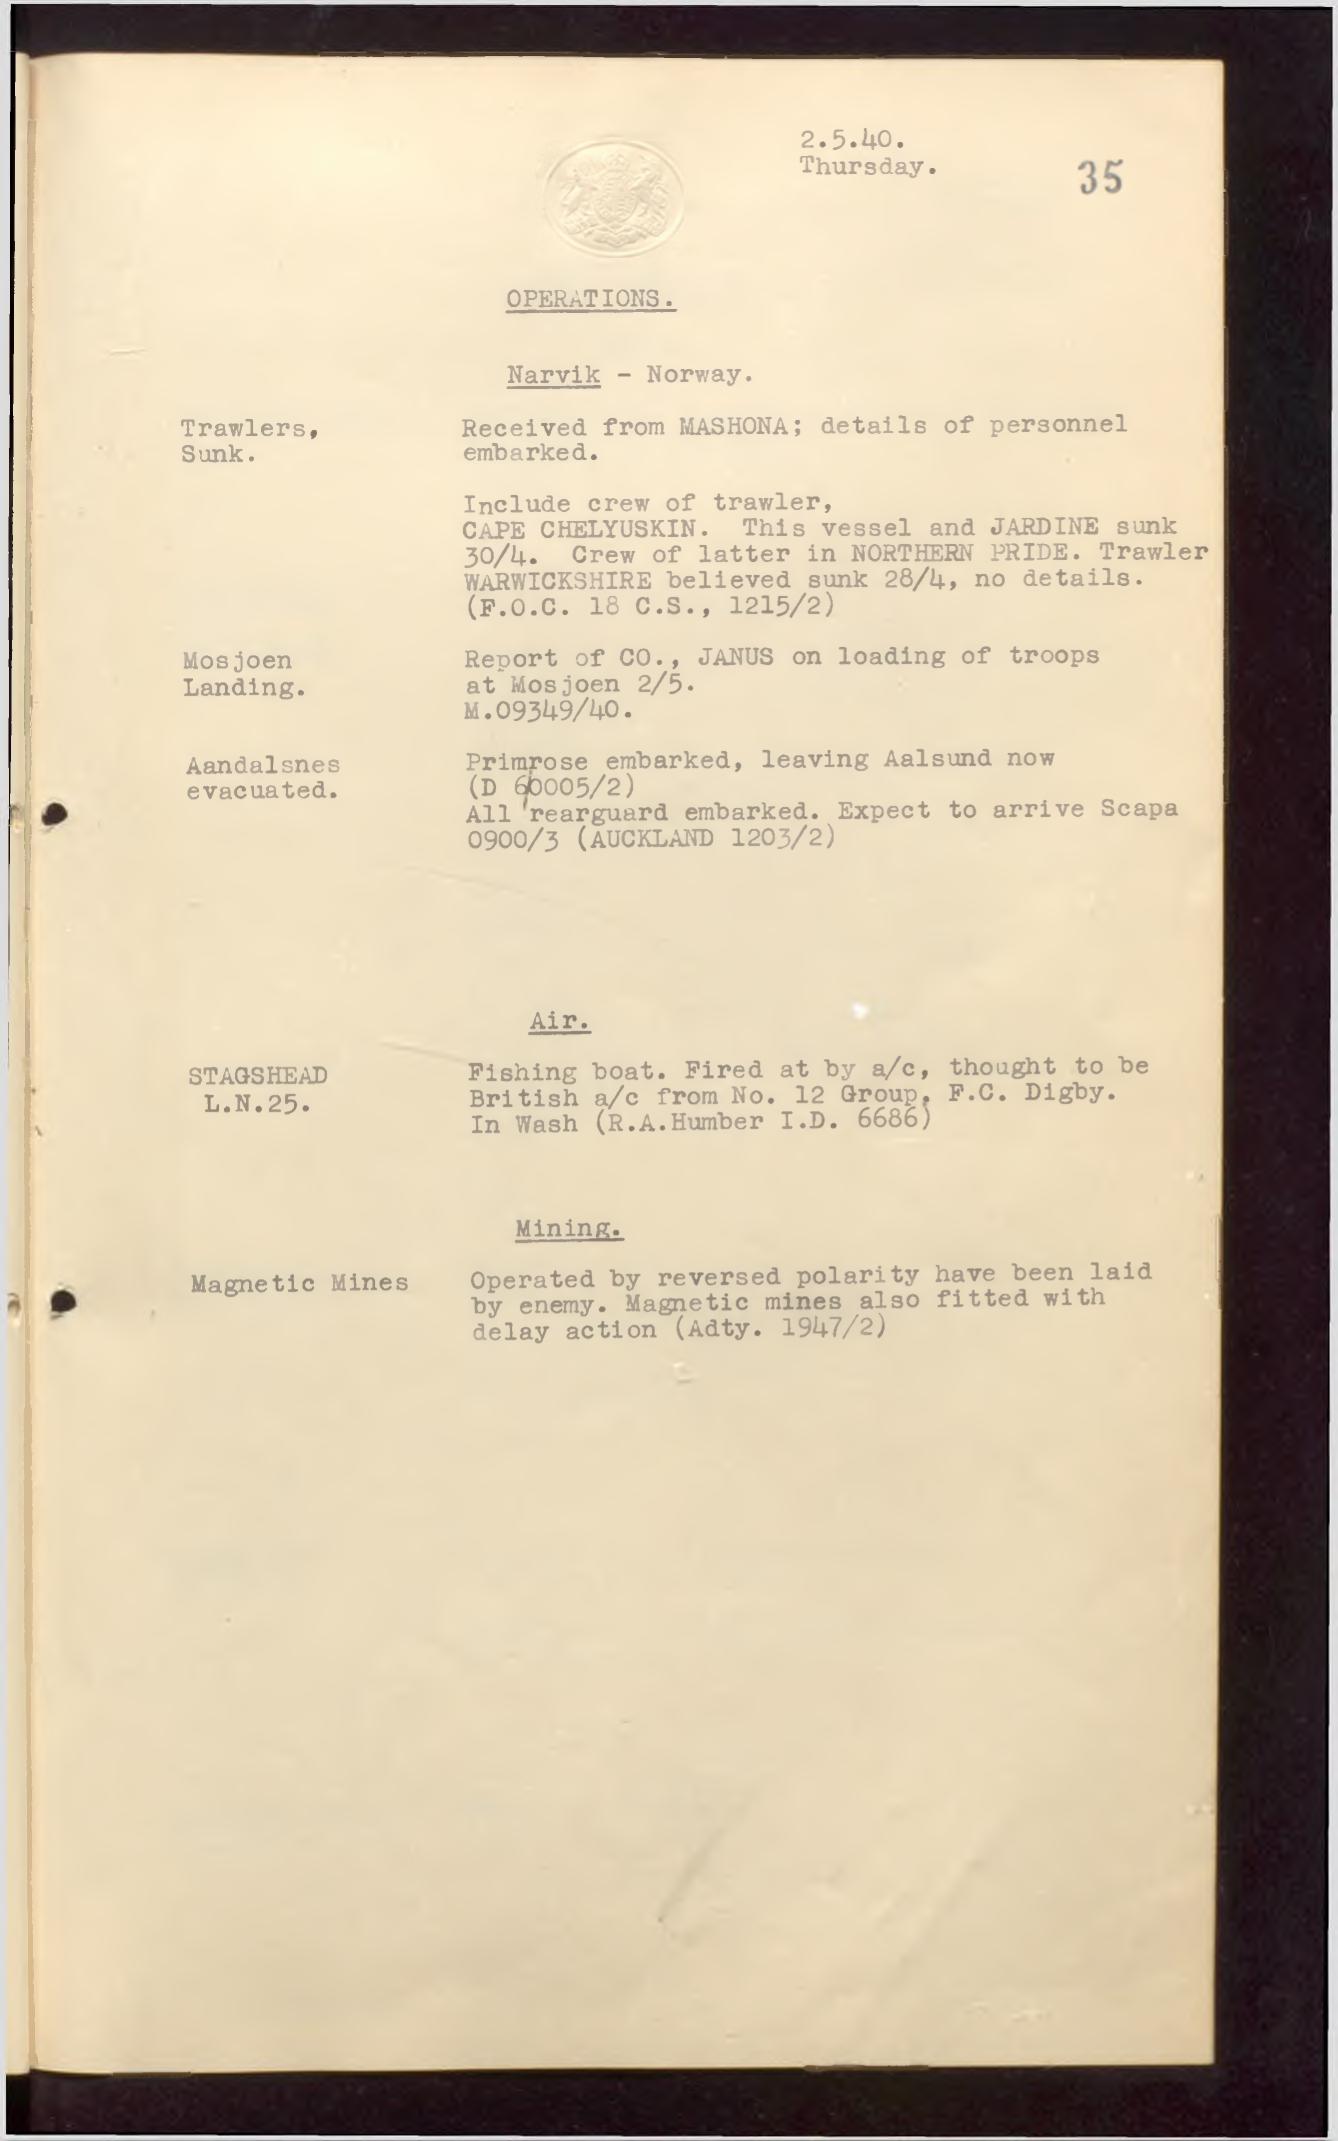 2.5.40.
Thursday.
35
OPERATIONS.
Narvik - Norway.
Trawlers,
Sunk.
Received from MASHONA; details of personnel
embarked.
Include crew of trawler,
CAPE CHELYUSKIN. This vessel and JARDINE sunk
30/4. Crew of latter in NORTHERN PRIDE. Trawler
WARWICKSHIRE believed sunk 28/4, no details.
(F.O.C. 18 C.S., 1215/2)
Mosjoen
Landing.
Report of CO., JANUS on loading of troops
at Mosjoen 2/5.
M.09349/40.
Aandalsnes
evacuated.
Primrose embarked, leaving Aalsund now
(D 6 0005/2)
All rearguard embarked. Expect to arrive Scapa
0900/3 (AUCKLAND 1203/2)
Air.
STAGSHEAD
L.N.25.
Fishing boat. Fired at by a/c, thought to be
British a/c from No. 12 Group, F.C. Digby.
In Wash (R.A.Humber I.D. 6686)
Mining.
Magnetic Mines
Operated by reversed polarity have been laid
by enemy. Magnetic mines also fitted with
delay action (Adty. 1947/2)